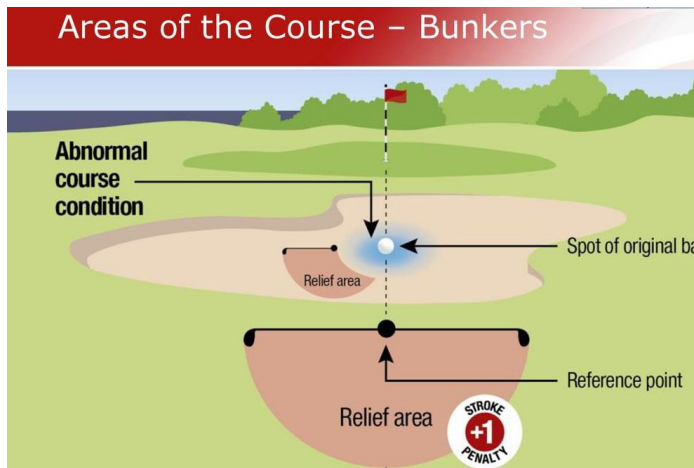 Areas of the Course – Bunkers
Abnormal
course
condition
Spot of original ba
Relief area
Reference point
Relief area
STROKE
+1
PENALTY